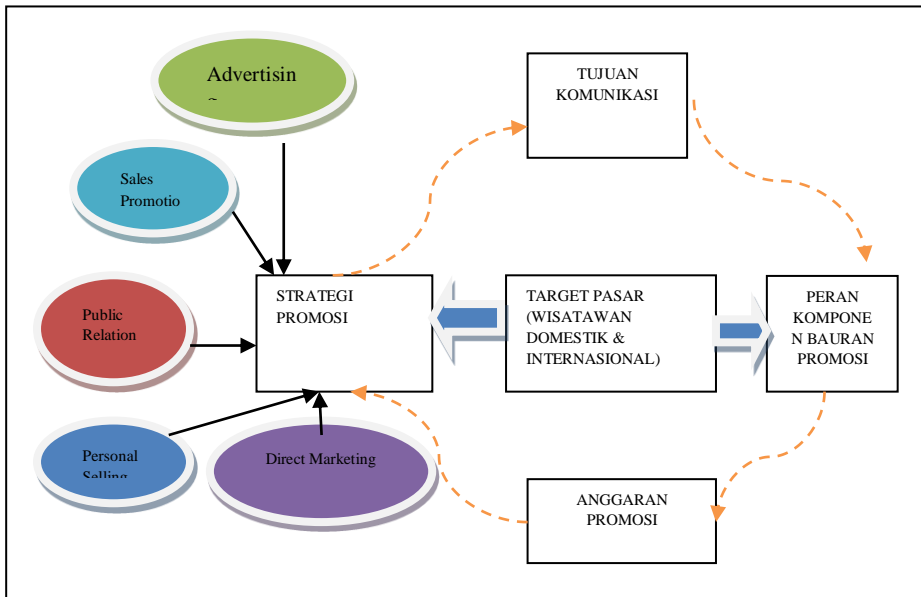 Advertisin
Sales
Promotio
Public
Relation
Personal
Selling
Direct Marketing
STRATEGI
PROMOSI
TUJUAN
KOMUNIKASI
TARGET PASAR
(WISATAWAN
DOMESTIK &
INTERNASIONAL)
PERAN
KOMPONE
N BAURAN
PROMOSI
ANGGARAN
PROMOSI